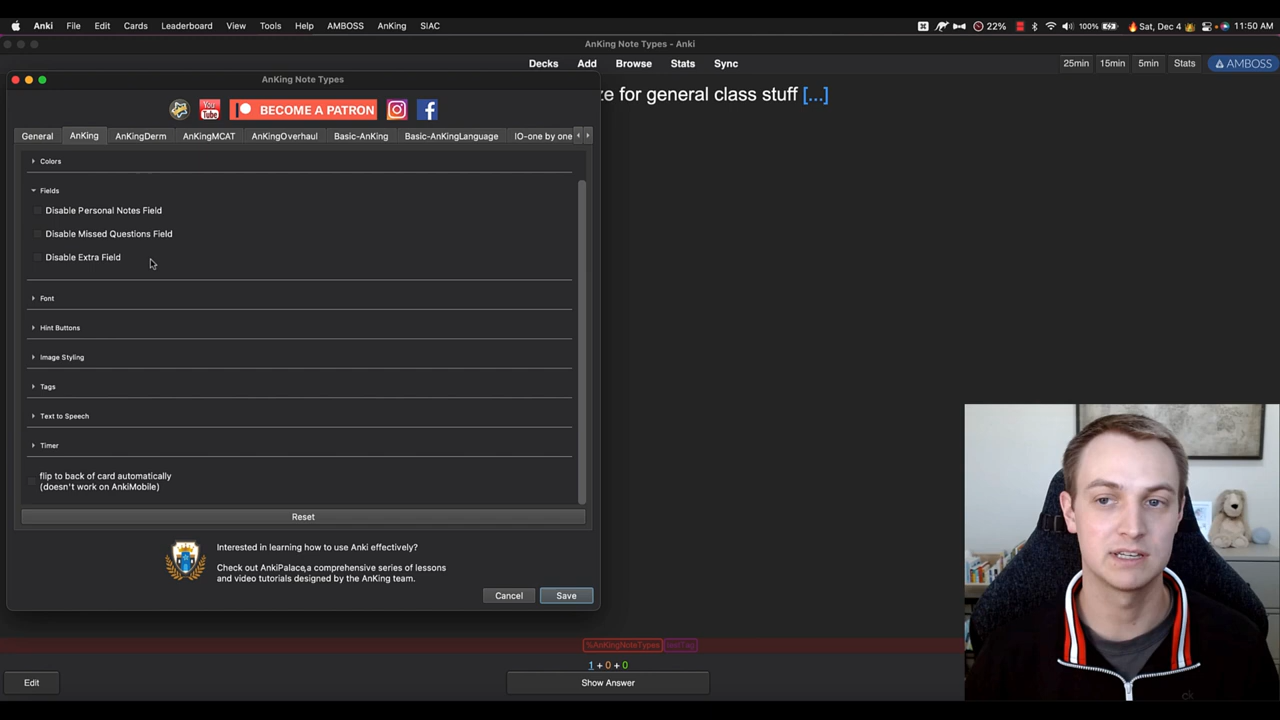 Anki File Edit Cards Leaderboard View Tools Help AMBOSS AnKing SIAC
22% 100% Sat, Dec 4 11:50 AM
AnKing Note Types - Anki
Decks Add Browse Stats Sync
25min 15min 5min Stats AMBOSS
AnKing Note Types
ze for general class stuff [...]
You Tube BECOME A PATRON
General AnKing AnKingDerm AnKingMCAT AnKingOverhaul Basic-AnKing Basic-AnKingLanguage IO-one by one
Colors
Fields
Disable Personal Notes Field
Disable Missed Questions Field
Disable Extra Field
Font
Hint Buttons
Image Styling
Tags
Text to Speech
Timer
flip to back of card automatically
(doesn't work on AnkiMobile)
Reset
Interested in learning how to use Anki effectively?
Check out AnkiPalace,a comprehensive series of lessons
and video tutorials designed by the AnKing team.
Cancel Save
%AnKingNoteTypes testTag
1 + 0 + 0
Edit Show Answer